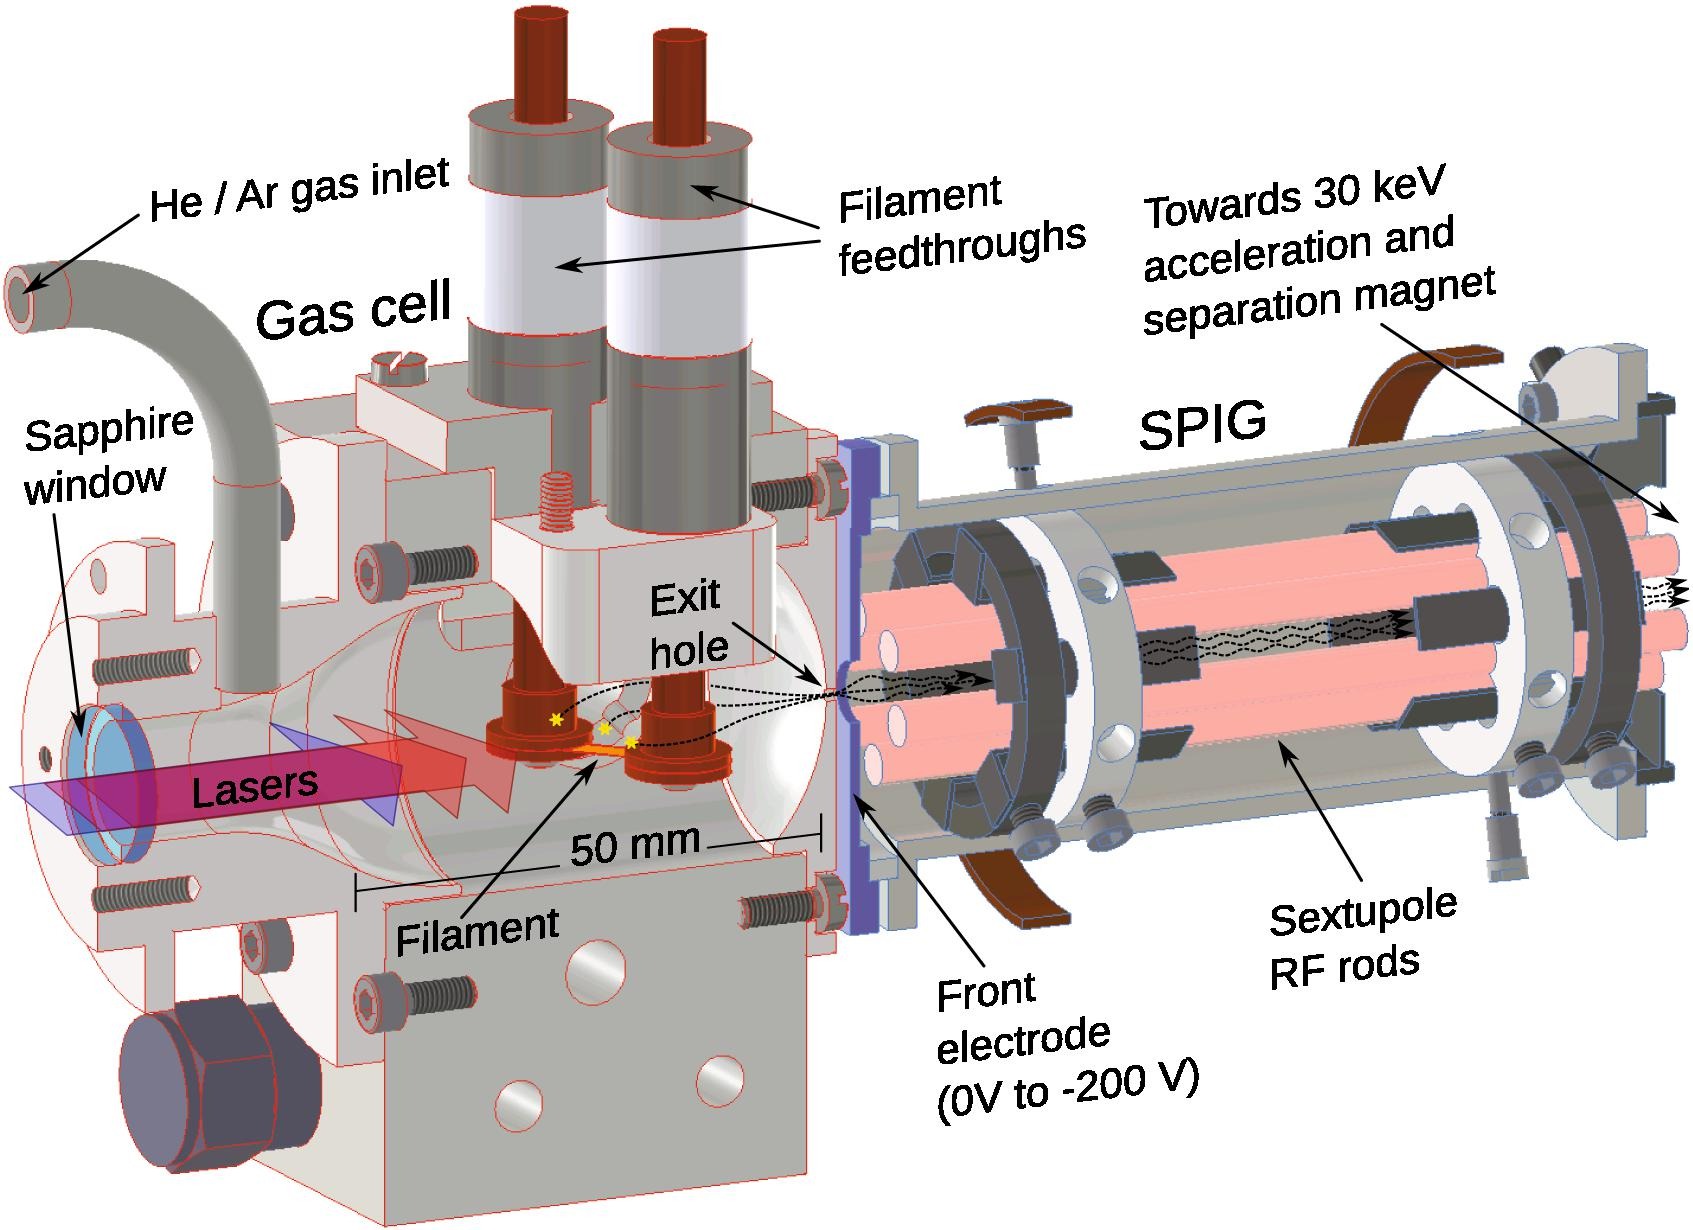 He / Ar gas inlet
Gas cell
Filament
feedthroughs
Towards 30 keV
acceleration and
separation magnet
Sapphire
window
SPIG
Exit
hole
Lasers
50 mm
Filament
Sextupole
RF rods
Front
electrode
(0V to -200 V)